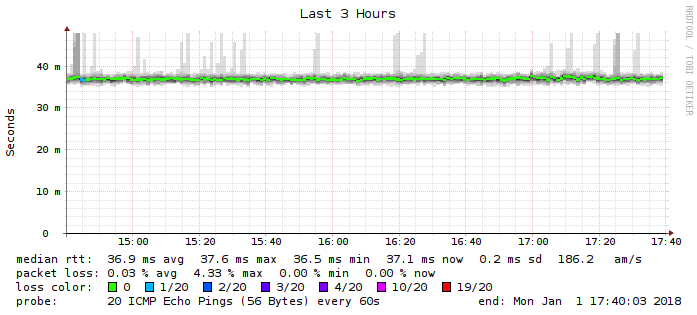 Last 3 Hours
RRDTOOL / TOBI OETIKER
Seconds
40 m
30 m
20 m
10 m
0
15:00 15:20 15:40 16:00 16:20 16:40 17:00 17:20 17:40
median rtt: 36.9 ms avg 37.6 ms max 36.5 ms min 37.1 ms now 0.2 ms sd 186.2 am/s
packet loss: 0.03 % avg 4.33 % max 0.00 % min 0.00 % now
loss color: 0 1/20 2/20 3/20 4/20 10/20 19/20
probe: 20 ICMP Echo Pings (56 Bytes) every 60s end: Mon Jan 1 17:40:03 2018